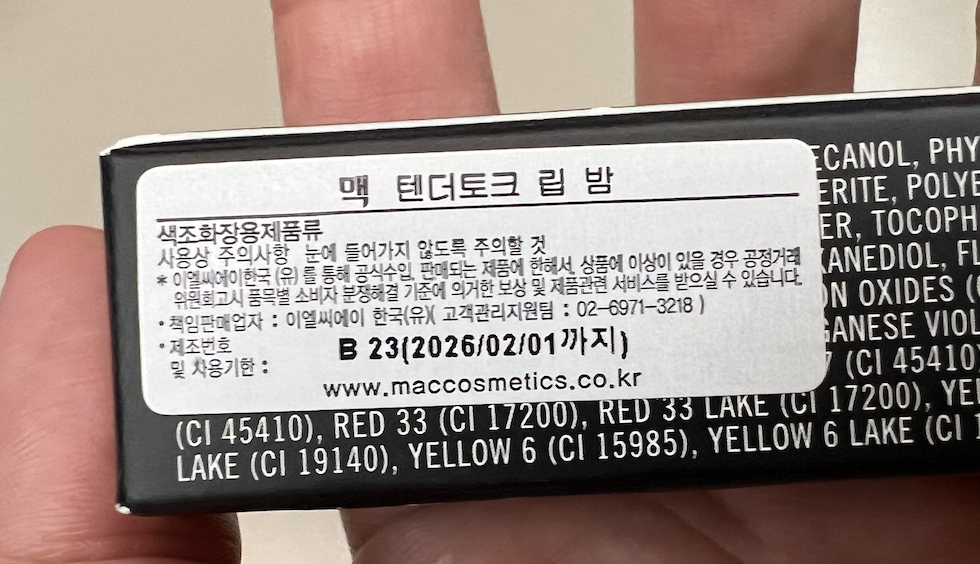 맥 텐더토크 립 밤
색조화장용제품류
사용상 주의사항 눈에 들어가지 않도록 주의할 것
* 이엘씨에이한국 (유)를 통해 공식수입, 판매되는 제품에 한해서, 상품에 이상이 있을 경우 공정거래
위원회고시 품목별 소비자 분쟁해결 기준에 의거한 보상 및 제품관련 서비스를 받으실 수 있습니다.
•책임판매업자 : 이엘씨에이 한국(유)( 고객관리지원팀 : 02-6971-3218 )
•제조번호
및 사용기한 :
B 23(2026/02/01까지)
www.maccosmetics.co.kr
ECANOL, PHY
ERITE, POLYE
ER, TOCOPH
KANEDIOL, FL
ON OXIDES (
GANESE VIOL
7 (CI 45410)
(CI 45410), RED 33 (CI 17200), RED 33 LAKE (CI 17200), YE
LAKE (CI 19140), YELLOW 6 (CI 15985), YELLOW 6 LAKE (CI 1